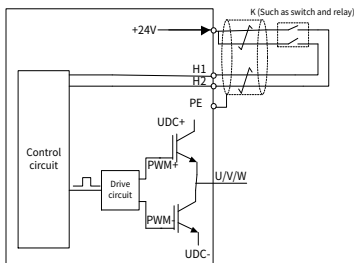 K (Such as switch and relay)
+24V
H1
H2
PE
UDC+
PWM+
Control
circuit
Drive
circuit
U/V/W
PWM-
UDC-